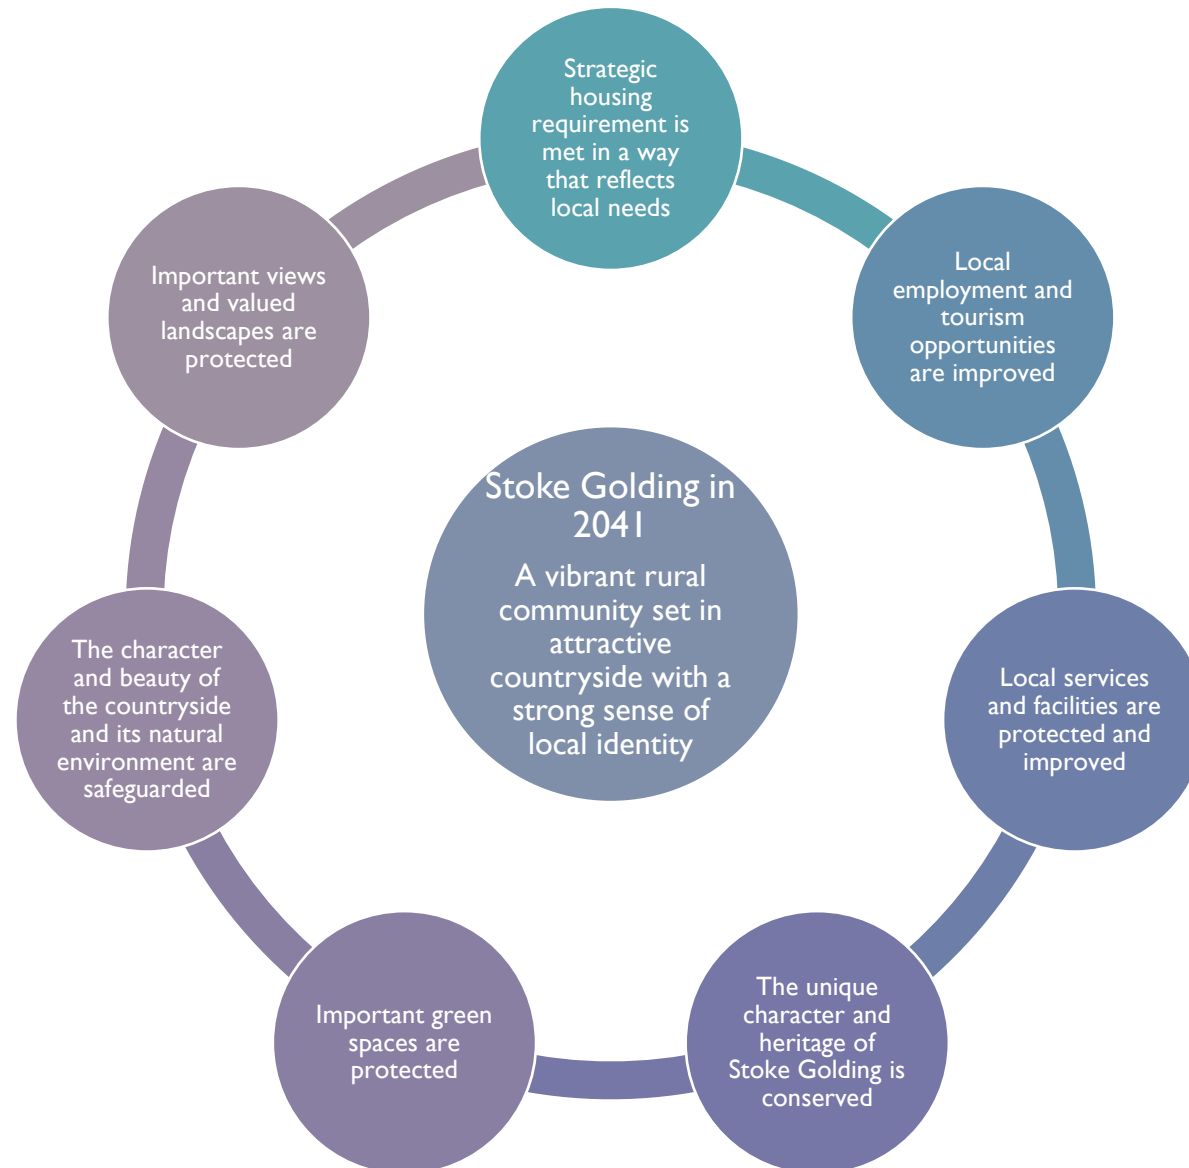 Strategic
housing
requirement is
met in a way
that reflects
local needs
Local
employment and
tourism
opportunities
are improved
Local services
and facilities are
protected and
improved
The unique
character and
heritage of
Stoke Golding is
conserved
Important green
spaces are
protected
The character
and beauty of
the countryside
and its natural
environment are
safeguarded
Important views
and valued
landscapes are
protected
Stoke Golding in
2041
A vibrant rural
community set in
attractive
countryside with a
strong sense of
local identity